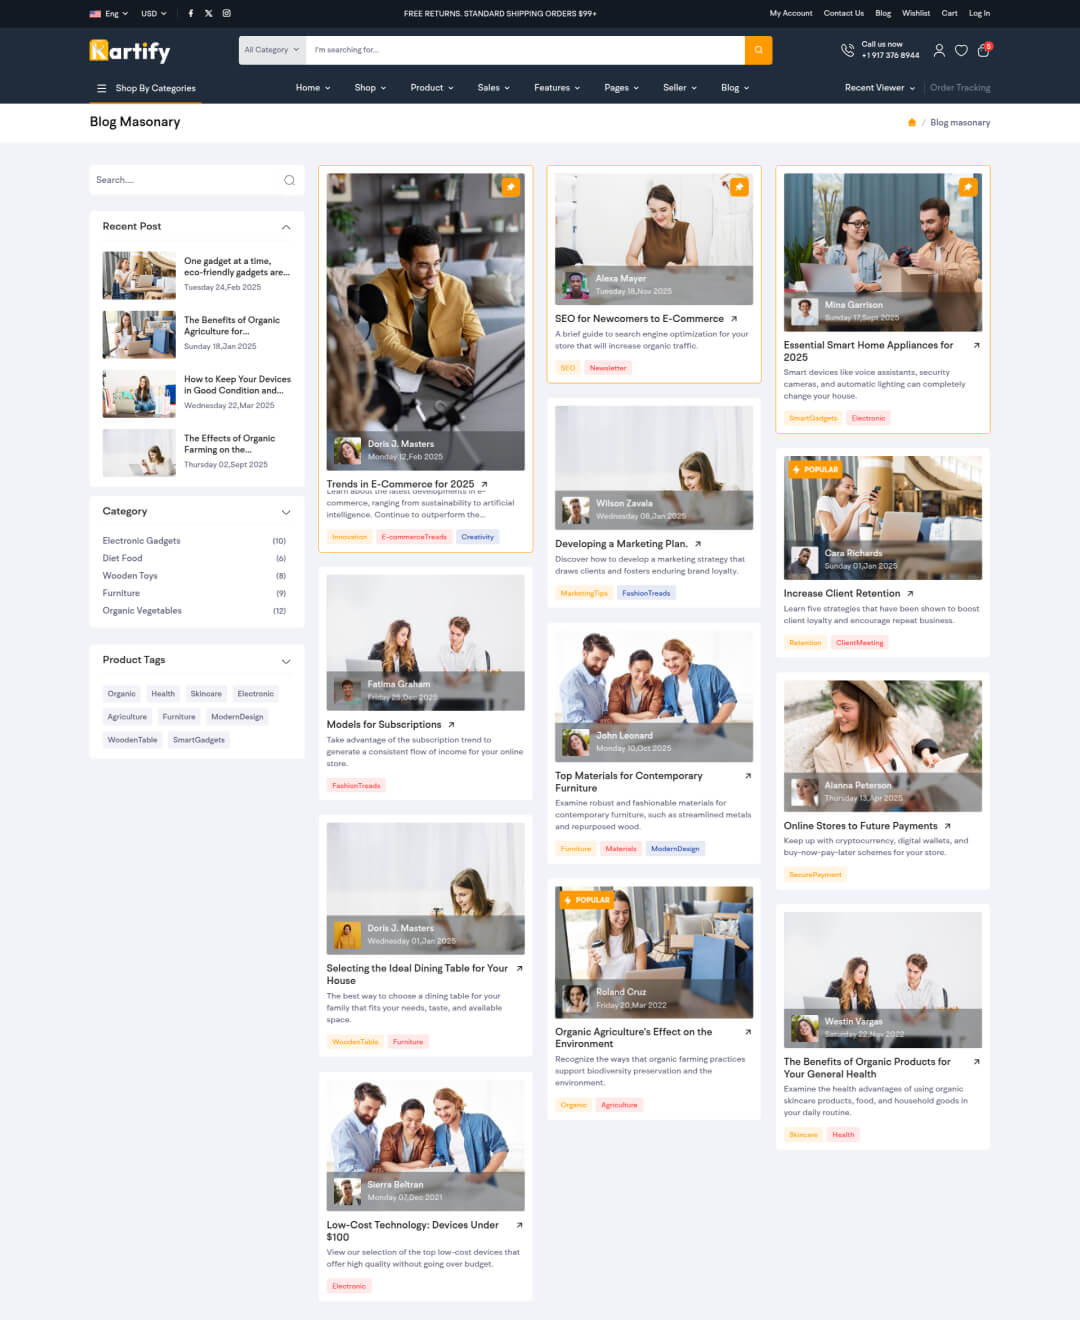 Eng
USD
FREE RETURNS. STANDARD SHIPPING ORDERS $99+
My Account
Contact Us
Blog
Wishlist
Cart
Log In
Kartify
All Category
I'm searching for...
Call us now
+1 917 376 8944
5
Shop By Categories
Home
Shop
Product
Sales
Features
Pages
Seller
Blog
Recent Viewer
Order Tracking
Blog Masonary
/ Blog masonary
Search....
Recent Post
One gadget at a time,
eco-friendly gadgets are...
Tuesday 24,Feb 2025
The Benefits of Organic
Agriculture for...
Sunday 18,Jan 2025
How to Keep Your Devices
in Good Condition and...
Wednesday 22,Mar 2025
The Effects of Organic
Farming on the...
Thursday 02,Sept 2025
Category
Electronic Gadgets (10)
Diet Food (6)
Wooden Toys (8)
Furniture (9)
Organic Vegetables (12)
Product Tags
Organic
Health
Skincare
Electronic
Agriculture
Furniture
ModernDesign
WoodenTable
SmartGadgets
Doris J. Masters
Monday 12,Feb 2025
Trends in E-Commerce for 2025
Learn about the latest developments in e-
commerce, ranging from sustainability to artificial
intelligence. Continue to outperform the...
Innovation
E-commerceTreads
Creativity
Fatima Graham
Friday 25,Dec 2025
Models for Subscriptions
Take advantage of the subscription trend to
generate a consistent flow of income for your online
store.
FashionTreads
Doris J. Masters
Wednesday 01,Jan 2025
Selecting the Ideal Dining Table for Your
House
The best way to choose a dining table for your
family that fits your needs, taste, and available
space.
WoodenTable
Furniture
Sierra Beltran
Monday 07,Dec 2021
Low-Cost Technology: Devices Under
$100
View our selection of the top low-cost devices that
offer high quality without going over budget.
Electronic
Alexa Mayer
Tuesday 18,Nov 2025
SEO for Newcomers to E-Commerce
A brief guide to search engine optimization for your
store that will increase organic traffic.
SEO
Newsletter
Wilson Zavala
Wednesday 08,Jan 2025
Developing a Marketing Plan.
Discover how to develop a marketing strategy that
draws clients and fosters enduring brand loyalty.
MarketingTips
FashionTreads
John Leonard
Monday 10,Oct 2025
Top Materials for Contemporary
Furniture
Examine robust and fashionable materials for
contemporary furniture, such as streamlined metals
and repurposed wood.
Furniture
Materials
ModernDesign
POPULAR
Roland Cruz
Friday 20,Mar 2022
Organic Agriculture's Effect on the
Environment
Recognize the ways that organic farming practices
support biodiversity preservation and the
environment.
Organic
Agriculture
Mina Garrison
Sunday 17,Sept 2025
Essential Smart Home Appliances for
2025
Smart devices like voice assistants, security
cameras, and automatic lighting can completely
change your house.
SmartGadgets
Electronic
POPULAR
Cara Richards
Sunday 01,Jan 2025
Increase Client Retention
Learn five strategies that have been shown to boost
client loyalty and encourage repeat business.
Retention
ClientMeeting
Alanna Peterson
Thursday 13,Apr 2025
Online Stores to Future Payments
Keep up with cryptocurrency, digital wallets, and
buy-now-pay-later schemes for your store.
SecurePayment
Westin Vargas
Saturday 22,Nov 2022
The Benefits of Organic Products for
Your General Health
Examine the health advantages of using organic
skincare products, food, and household goods in
your daily routine.
Skincare
Health